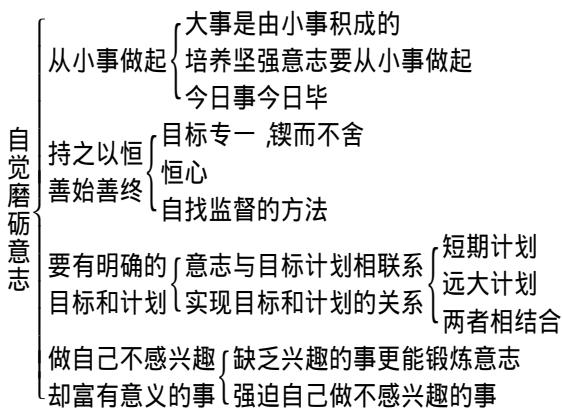 自觉磨砺意志
从小事做起
大事是由小事积成的
培养坚强意志要从小事做起
今日事今日毕
持之以恒
善始善终
目标专一,锲而不舍
恒心
自找监督的方法
要有明确的
目标和计划
意志与目标计划相联系
实现目标和计划的关系
短期计划
远大计划
两者相结合
做自己不感兴趣
却富有意义的事
缺乏兴趣的事更能锻炼意志
强迫自己做不感兴趣的事